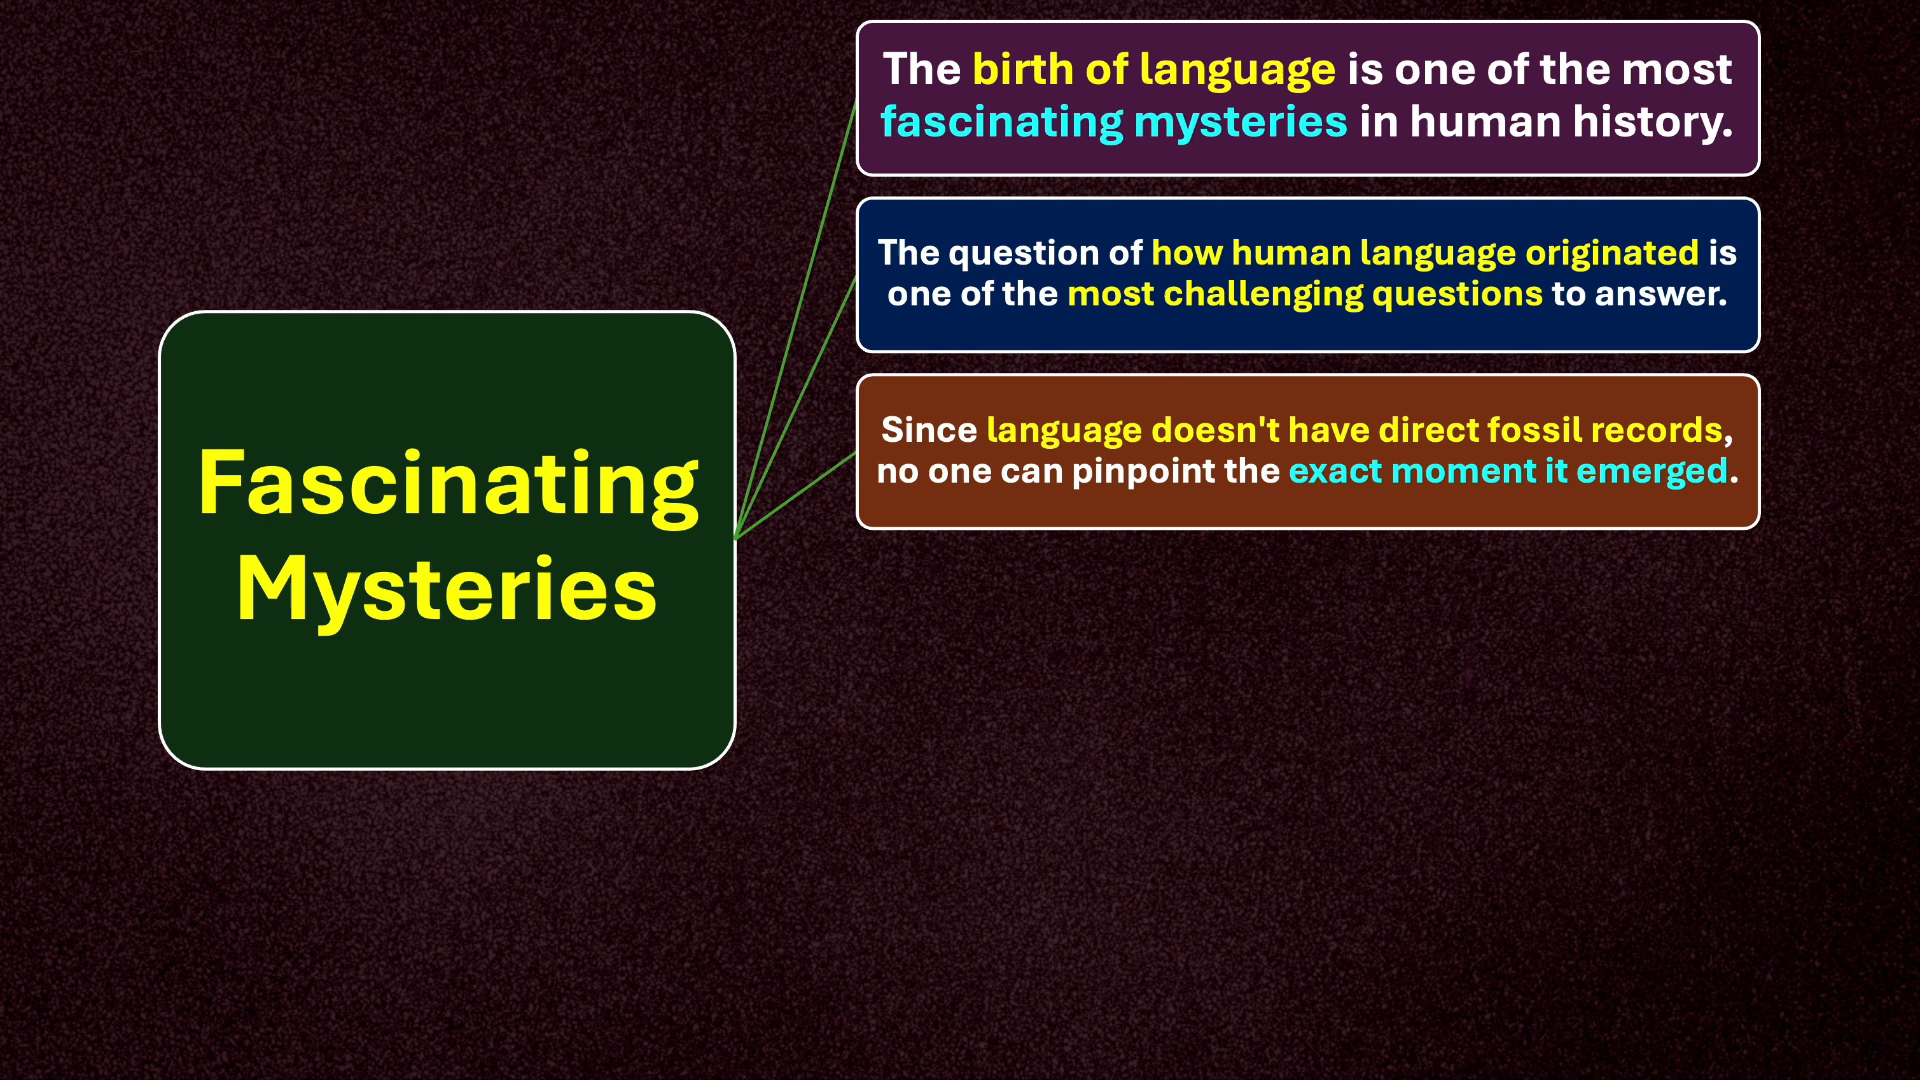 Fascinating
Mysteries
The birth of language is one of the most
fascinating mysteries in human history.
The question of how human language originated is
one of the most challenging questions to answer.
Since language doesn't have direct fossil records,
no one can pinpoint the exact moment it emerged.